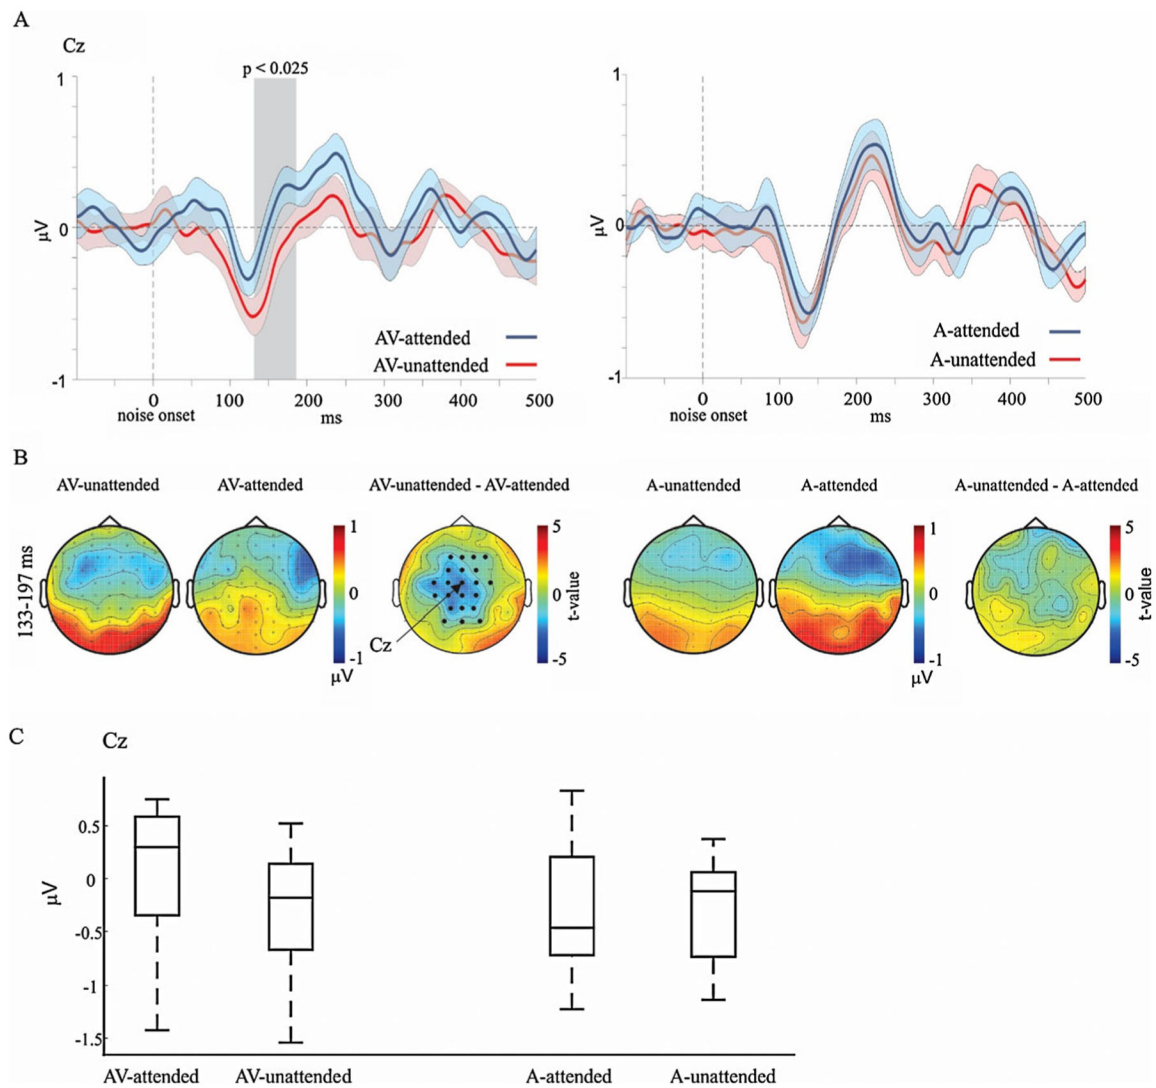 A
Cz
p < 0.025
1
0
-1
μV
AV-attended
AV-unattended
0
100
200
300
400
500
noise onset
ms
1
0
-1
μV
A-attended
A-unattended
0
100
200
300
400
500
noise onset
ms
B
AV-unattended
AV-attended
AV-unattended - AV-attended
A-unattended
A-attended
A-unattended - A-attended
133-197 ms
1
0
-1
μV
Cz
5
0
-5
t-value
1
0
-1
μV
5
0
-5
t-value
C
Cz
0.5
0
-0.5
-1
-1.5
μV
AV-attended
AV-unattended
A-attended
A-unattended